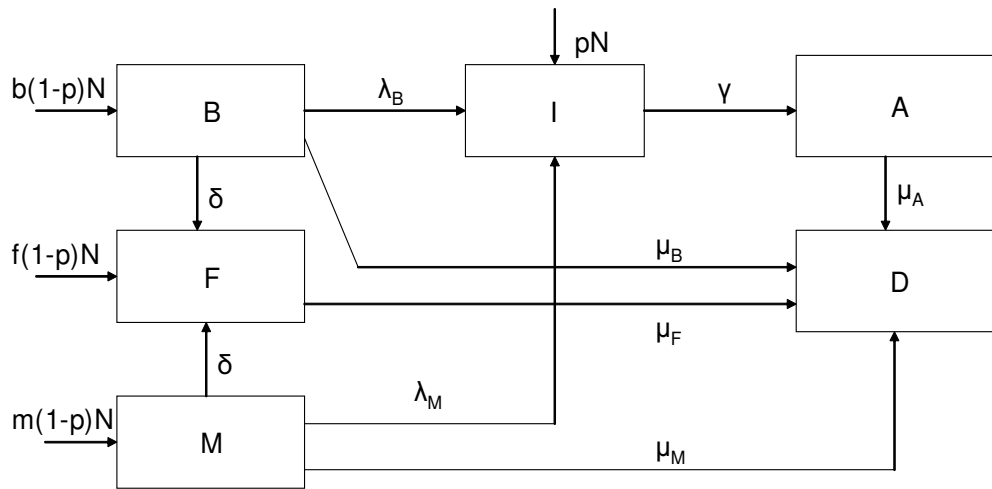 pN
b(1-p)N
B
λB
I
γ
A
δ
μA
f(1-p)N
F
μB
D
μF
δ
λM
m(1-p)N
M
μM